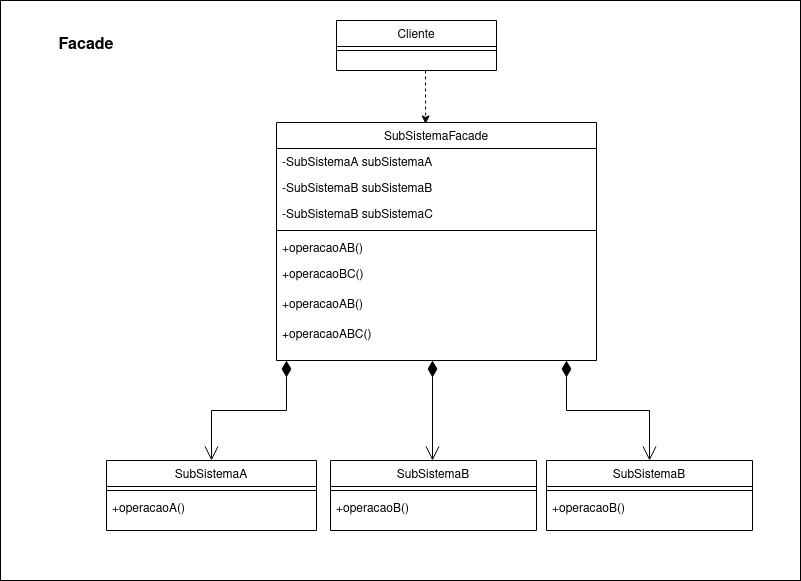 Facade
Cliente
SubSistemaFacade
-SubSistemaA subSistemaA
-SubSistemaB subSistemaB
-SubSistemaB subSistemaC
+operacaoAB()
+operacaoBC()
+operacaoAB()
+operacaoABC()
SubSistemaA
+operacaoA()
SubSistemaB
+operacaoB()
SubSistemaB
+operacaoB()